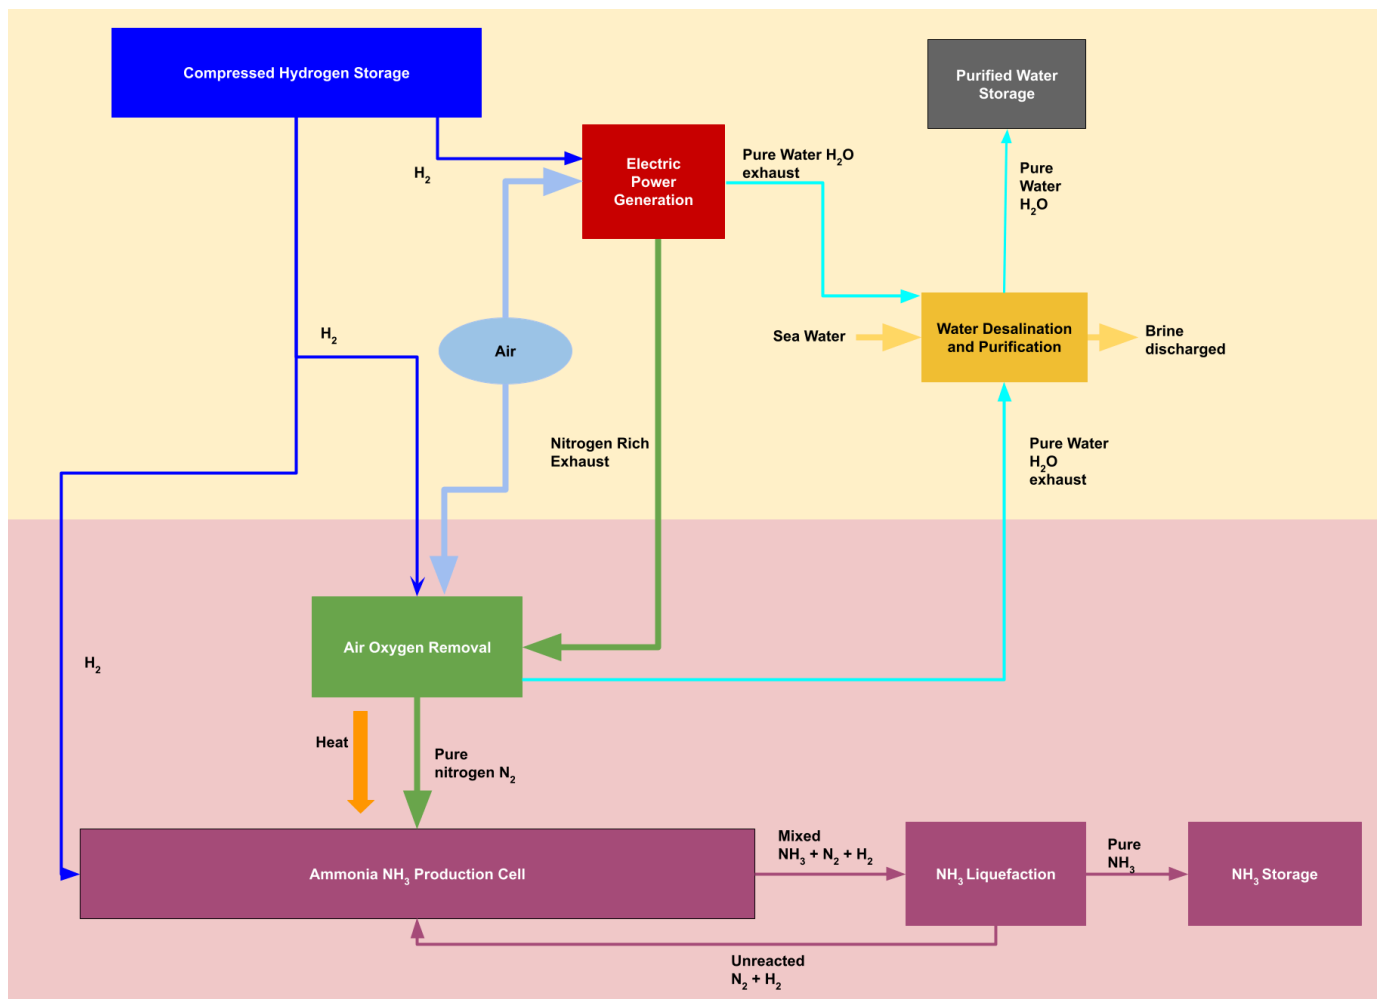 Compressed Hydrogen Storage
Purified Water
Storage
H₂
Electric
Power
Generation
Pure Water H₂O
exhaust
Pure
Water
H₂O
H₂
Air
Sea Water
Water Desalination
and Purification
Brine
discharged
Nitrogen Rich
Exhaust
Pure Water
H₂O
exhaust
H₂
Air Oxygen Removal
Heat
Pure
nitrogen N₂
Ammonia NH₃ Production Cell
Mixed
NH₃ + N₂ + H₂
NH₃ Liquefaction
Pure
NH₃
NH₃ Storage
Unreacted
N₂ + H₂